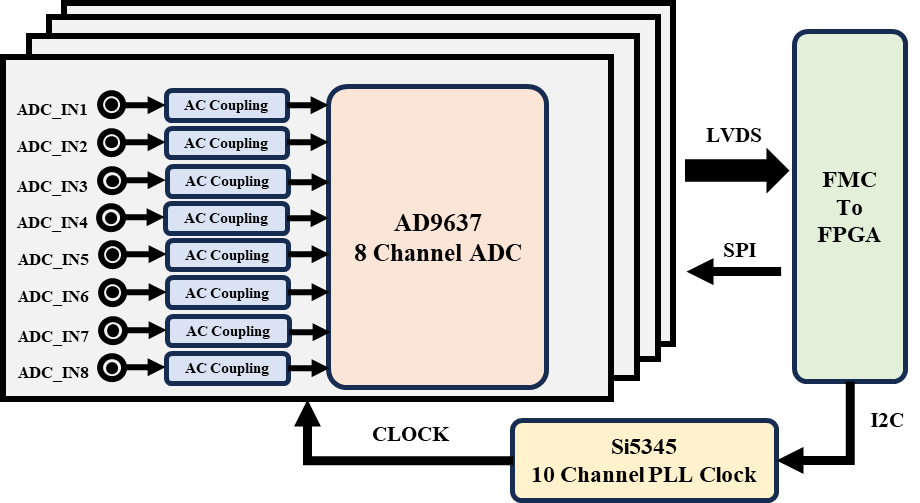 ADC_IN1
AC Coupling
ADC_IN2
AC Coupling
ADC_IN3
AC Coupling
ADC_IN4
AC Coupling
ADC_IN5
AC Coupling
ADC_IN6
AC Coupling
ADC_IN7
AC Coupling
ADC_IN8
AC Coupling
AD9637
8 Channel ADC
LVDS
SPI
FMC
To
FPGA
I2C
CLOCK
Si5345
10 Channel PLL Clock